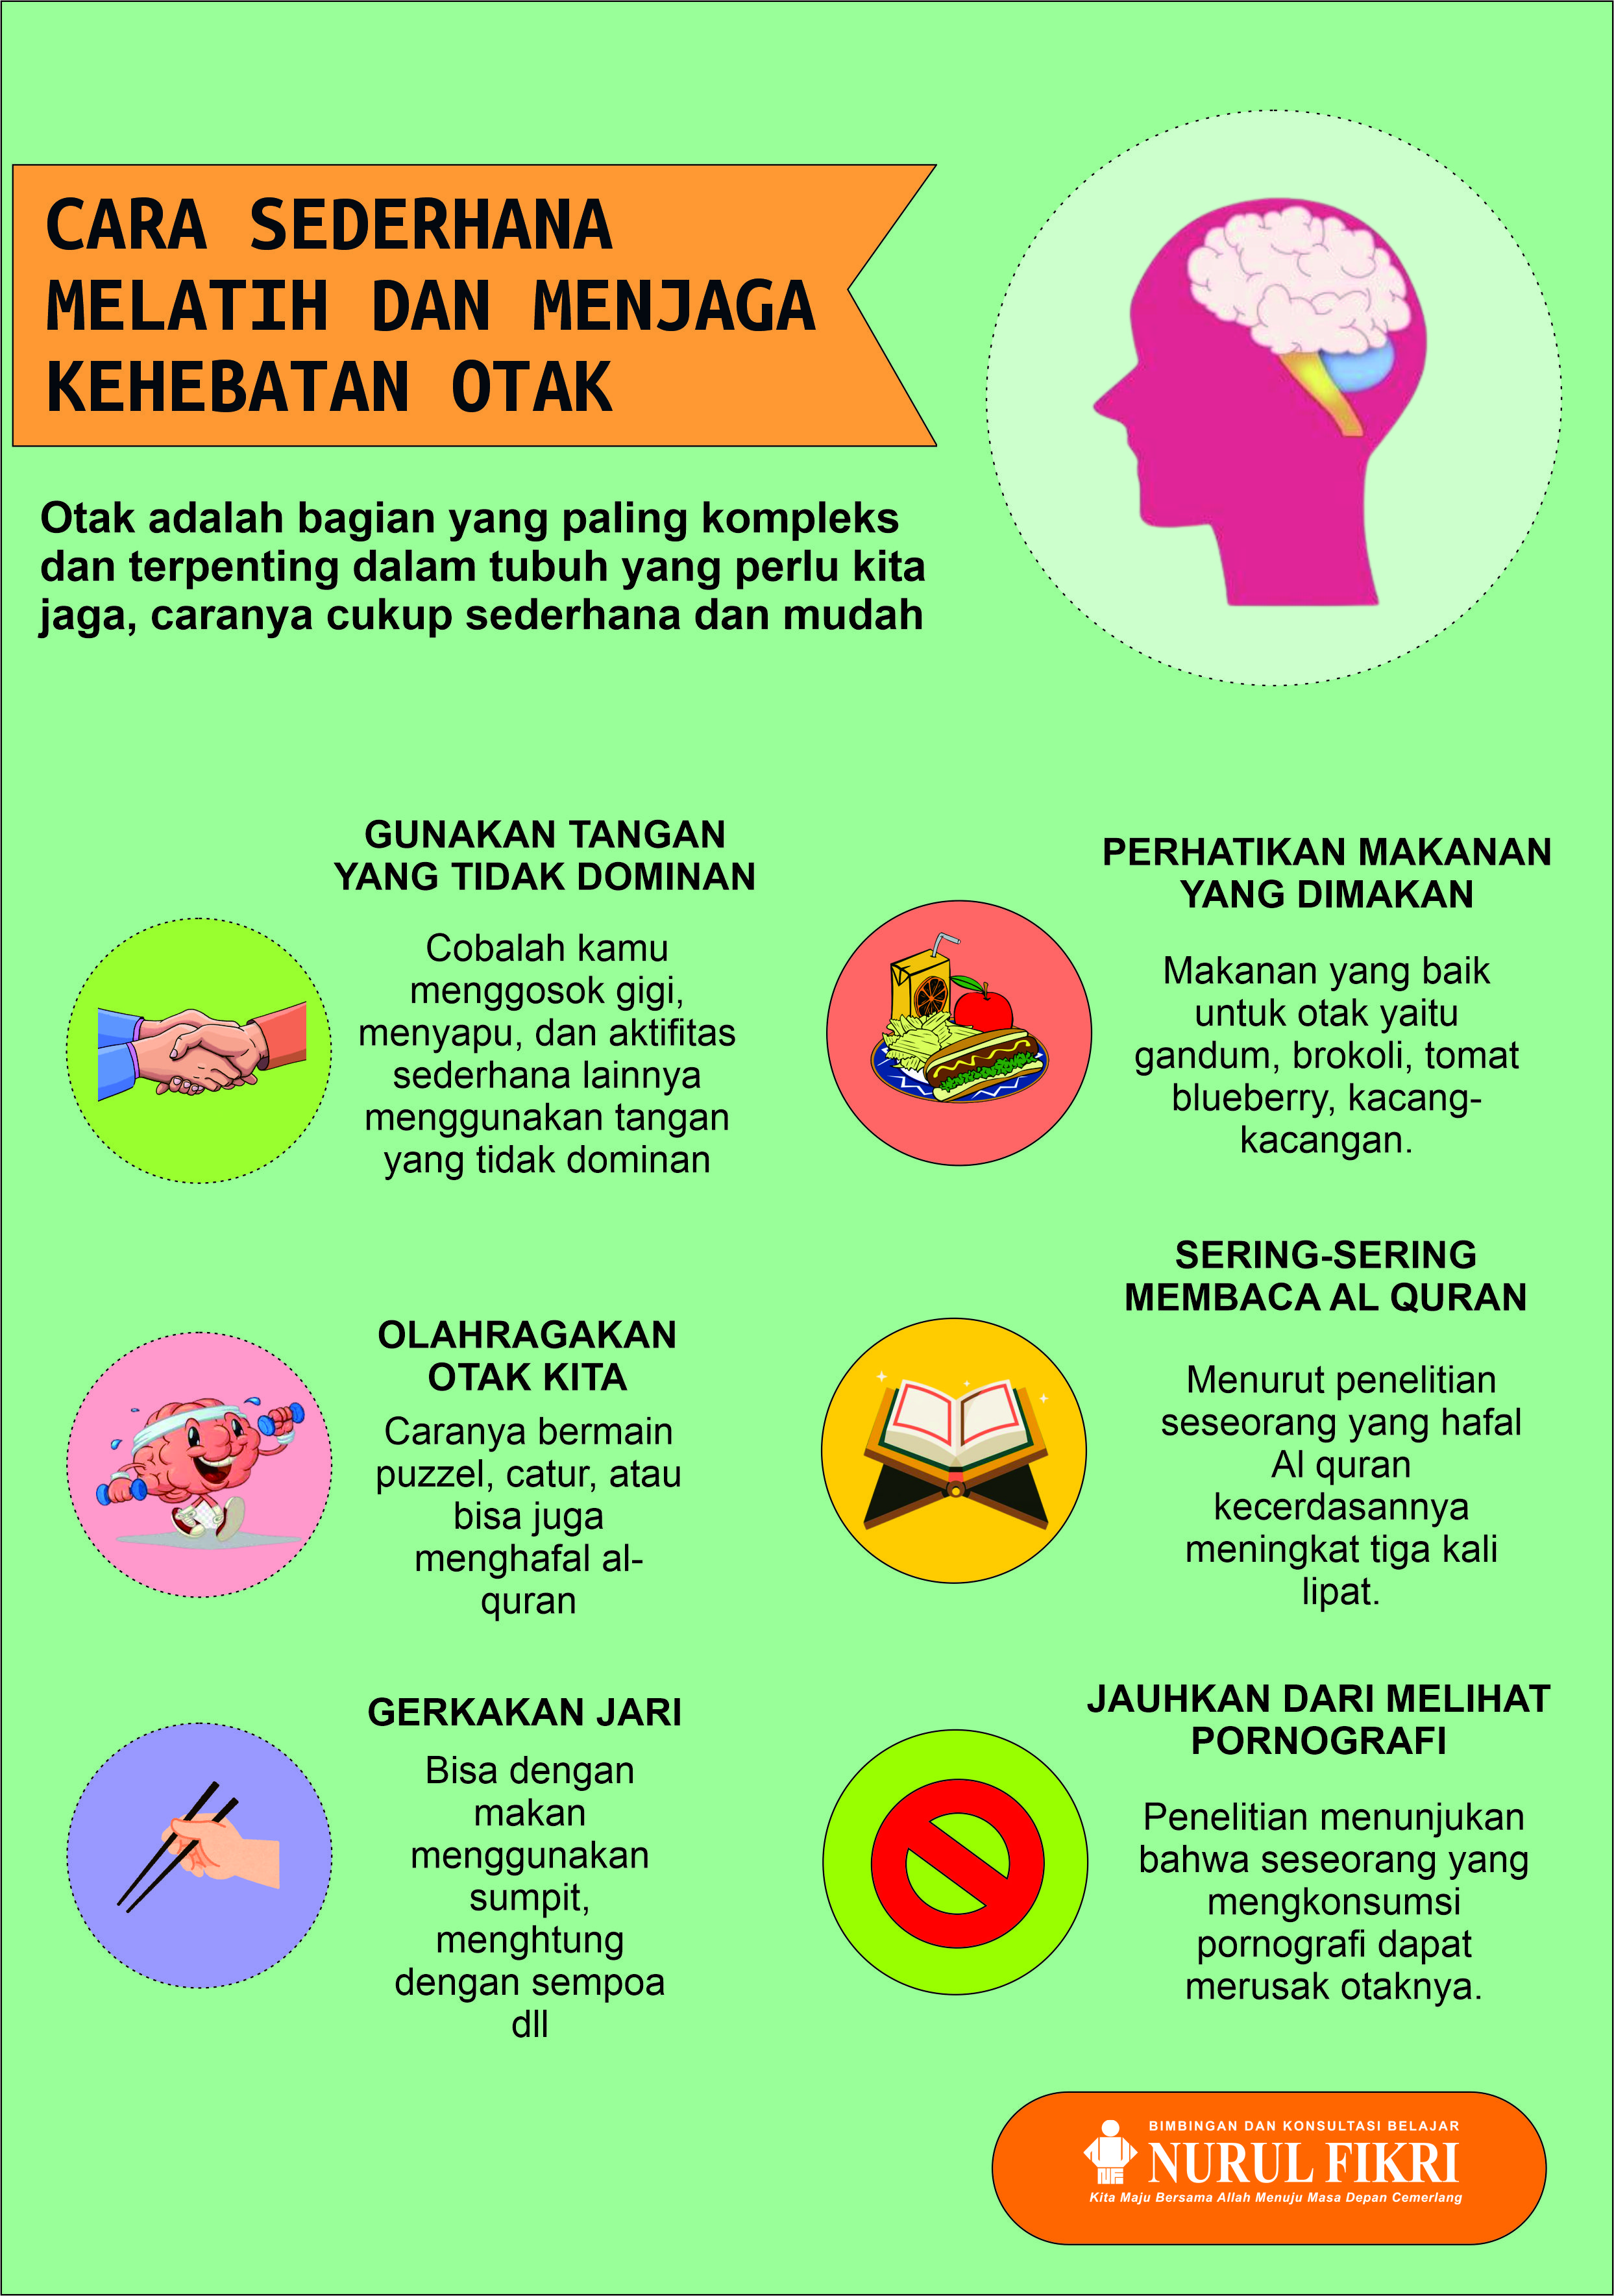 CARA SEDERHANA
MELATIH DAN MENJAGA
KEHEBATAN OTAK
Otak adalah bagian yang paling kompleks
dan terpenting dalam tubuh yang perlu kita
jaga, caranya cukup sederhana dan mudah
GUNAKAN TANGAN
YANG TIDAK DOMINAN
Cobalah kamu
menggosok gigi,
menyapu, dan aktifitas
sederhana lainnya
menggunakan tangan
yang tidak dominan
PERHATIKAN MAKANAN
YANG DIMAKAN
Makanan yang baik
untuk otak yaitu
gandum, brokoli, tomat
blueberry, kacang-
kacangan.
OLAHRAGAKAN
OTAK KITA
Caranya bermain
puzzel, catur, atau
bisa juga
menghafal al-
quran
SERING-SERING
MEMBACA AL QURAN
Menurut penelitian
seseorang yang hafal
Al quran
kecerdasannya
meningkat tiga kali
lipat.
GERKAKAN JARI
Bisa dengan
makan
menggunakan
sumpit,
menghtung
dengan sempoa
dll
JAUHKAN DARI MELIHAT
PORNOGRAFI
Penelitian menunjukan
bahwa seseorang yang
mengkonsumsi
pornografi dapat
merusak otaknya.
BIMBINGAN DAN KONSULTASI BELAJAR
NF
NURUL FIKRI
Kita Maju Bersama Allah Menuju Masa Depan Cemerlang